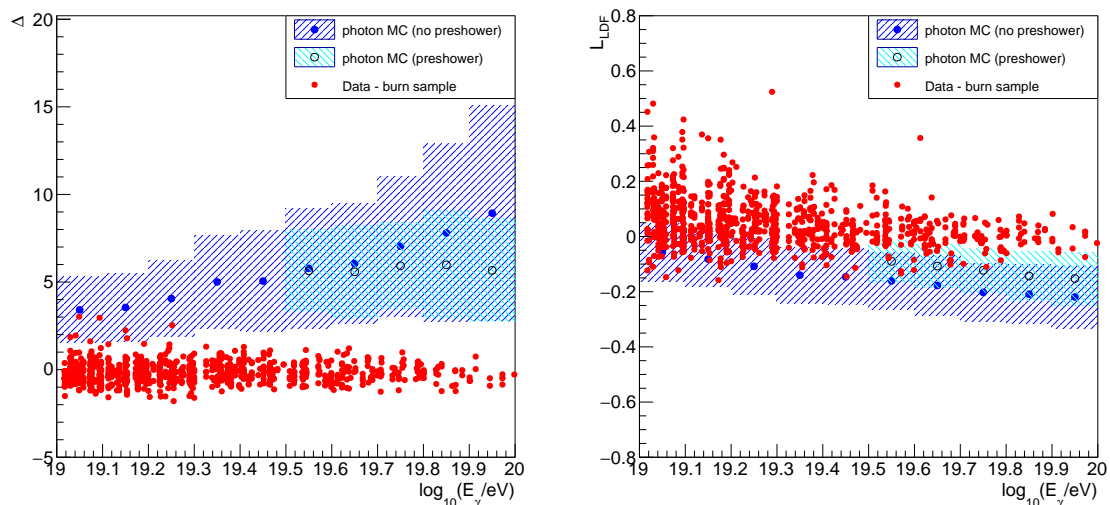 Δ
20
15
10
5
0
−5
19 19.1 19.2 19.3 19.4 19.5 19.6 19.7 19.8 19.9 20
log10(Eγ/eV)
photon MC (no preshower)
photon MC (preshower)
Data - burn sample
LLDF
0.8
0.6
0.4
0.2
0
−0.2
−0.4
−0.6
−0.8
19 19.1 19.2 19.3 19.4 19.5 19.6 19.7 19.8 19.9 20
log10(Eγ/eV)
photon MC (no preshower)
photon MC (preshower)
Data - burn sample